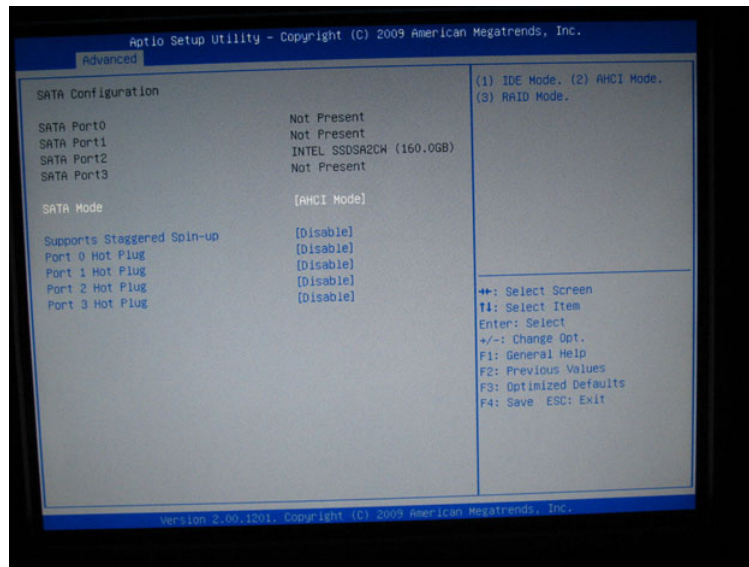 Aptio Setup Utility - Copyright (C) 2009 American Megatrends, Inc.
Advanced
SATA Configuration
SATA Port0 Not Present
SATA Port1 Not Present
SATA Port2 INTEL SSDSA2CW (160.0GB)
SATA Port3 Not Present
SATA Mode [AHCI Mode]
Supports Staggered Spin-up [Disable]
Port 0 Hot Plug [Disable]
Port 1 Hot Plug [Disable]
Port 2 Hot Plug [Disable]
Port 3 Hot Plug [Disable]
(1) IDE Mode. (2) AHCI Mode.
(3) RAID Mode.
→←: Select Screen
↑↓: Select Item
Enter: Select
+/-: Change Opt.
F1: General Help
F2: Previous Values
F3: Optimized Defaults
F4: Save ESC: Exit
Version 2.00.1201. Copyright (C) 2009 American Megatrends, Inc.